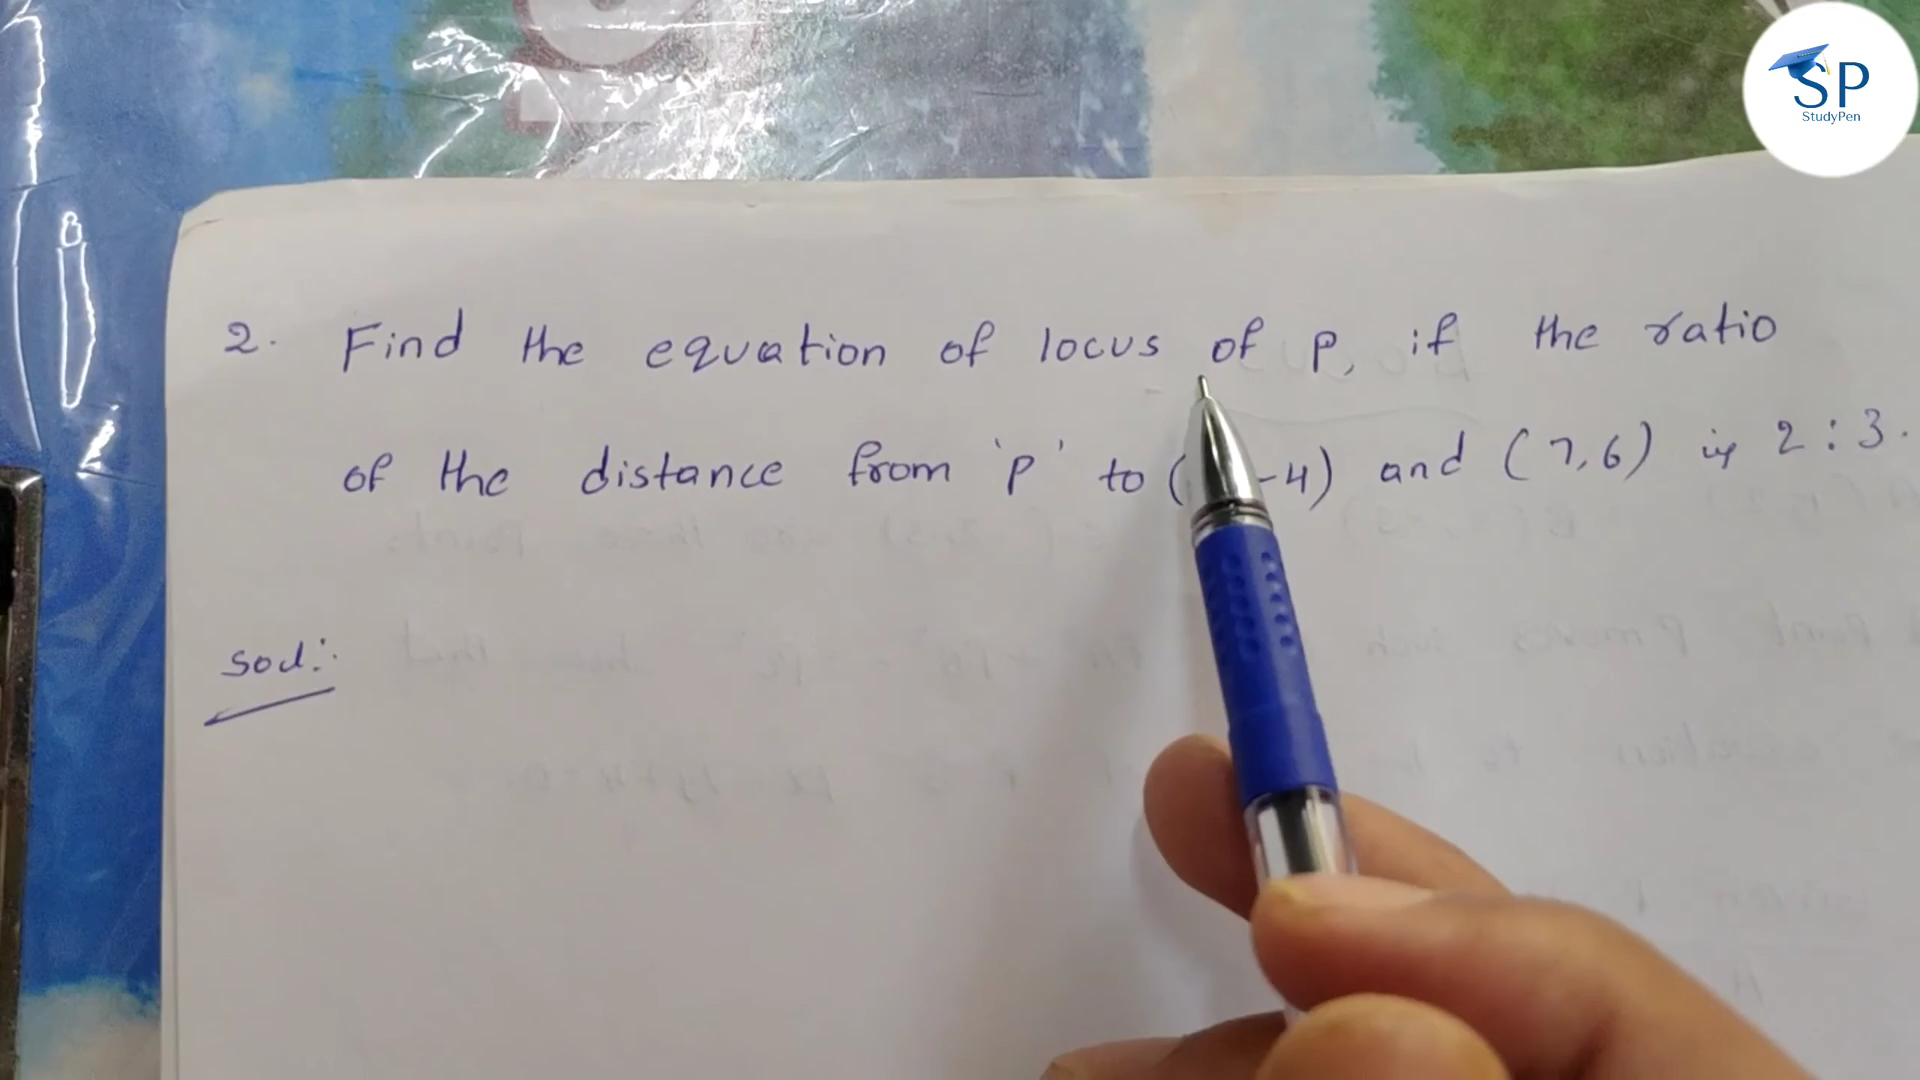 SP
StudyPen
2. Find the equation of locus of P, if the ratio
of the distance from 'P' to ( -4) and (7,6) is 2:3.
Sol: